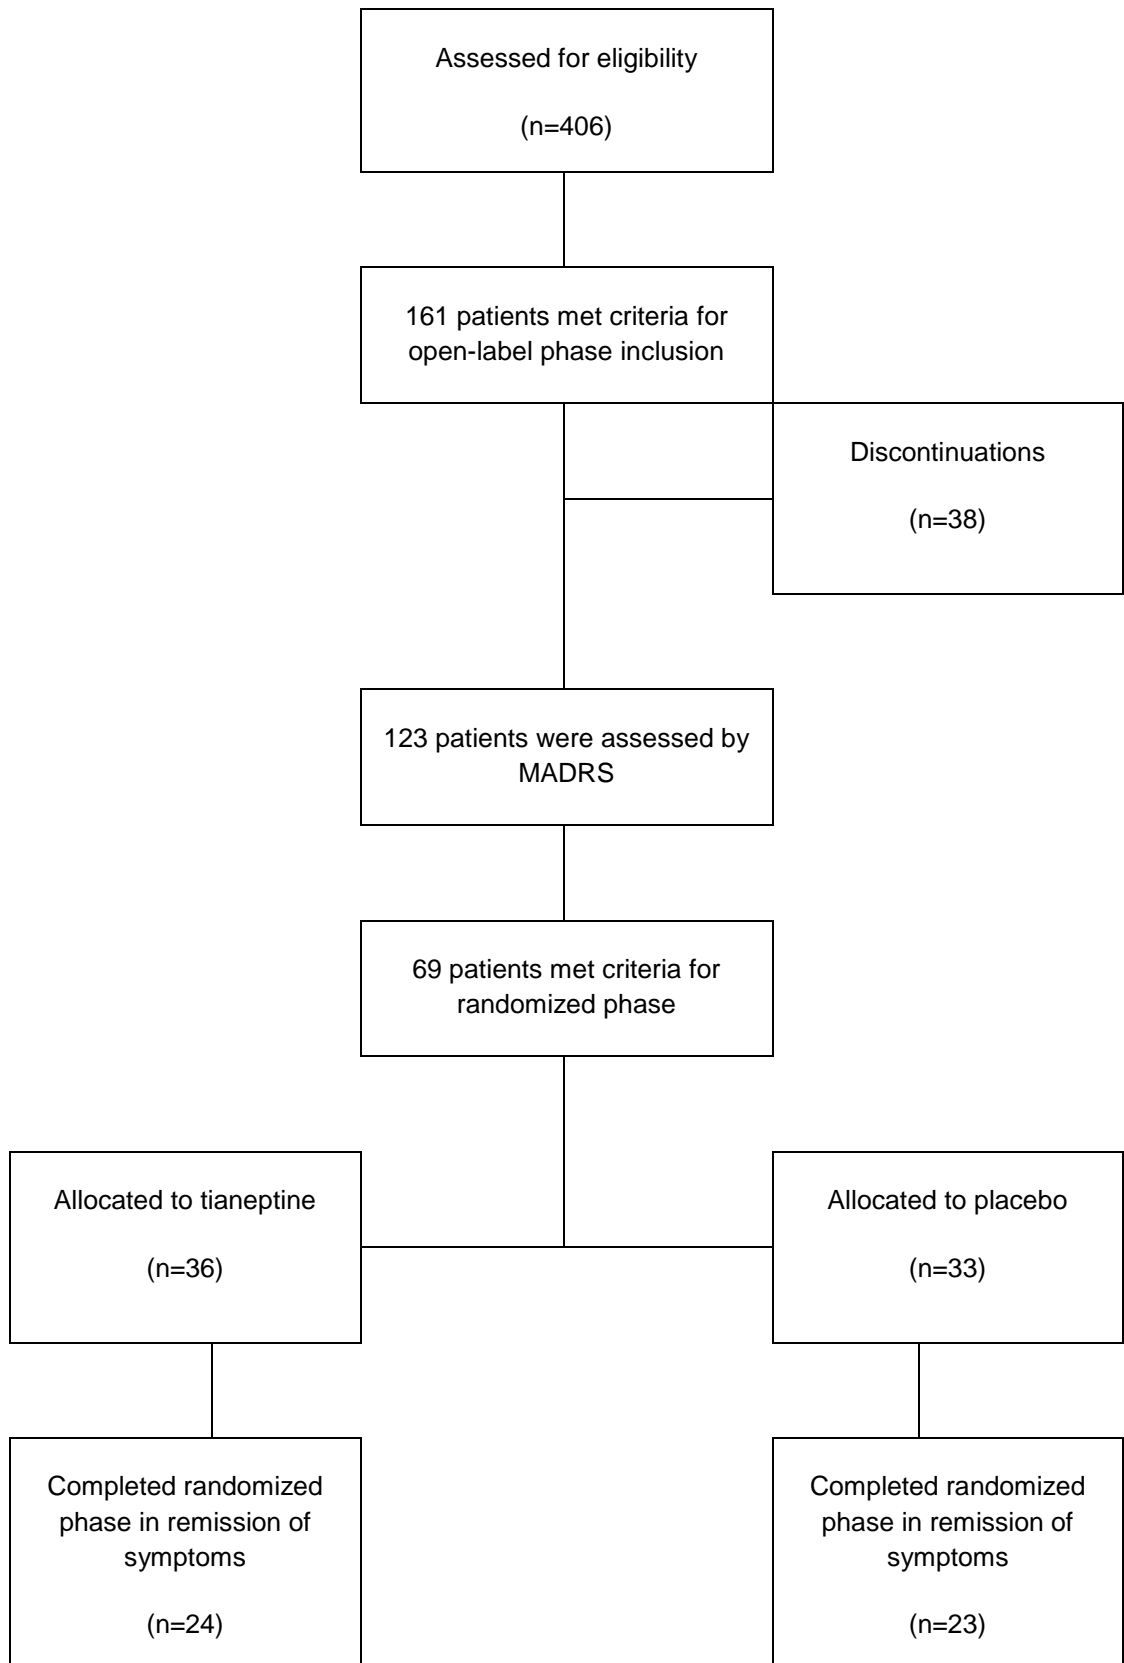 Assessed for eligibility
(n=406)
161 patients met criteria for
open-label phase inclusion
Discontinuations
(n=38)
123 patients were assessed by
MADRS
69 patients met criteria for
randomized phase
Allocated to tianeptine
(n=36)
Allocated to placebo
(n=33)
Completed randomized
phase in remission of
symptoms
(n=24)
Completed randomized
phase in remission of
symptoms
(n=23)